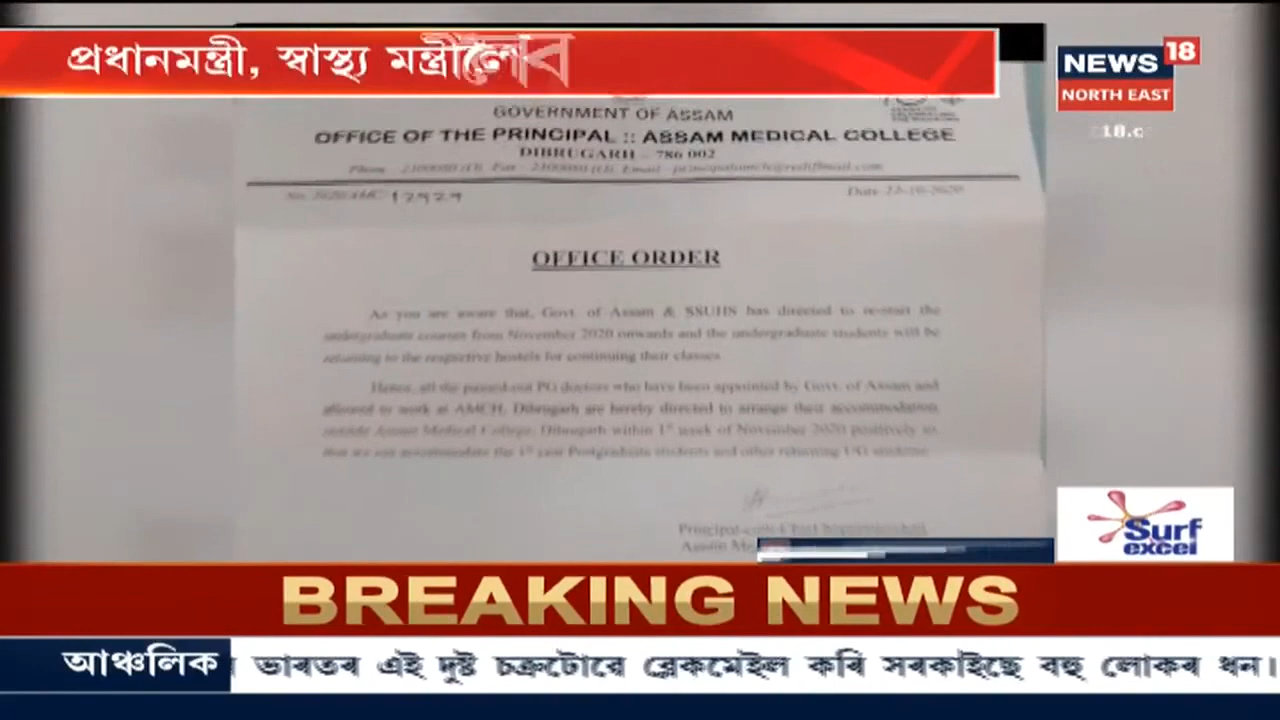 প্ৰধানমন্ত্ৰী, স্বাস্থ্য মন্ত্ৰীলৈ
NEWS 18
NORTH EAST
GOVERNMENT OF ASSAM
OFFICE OF THE PRINCIPAL :: ASSAM MEDICAL COLLEGE
DIBRUGARH - 786 002
Date 22-10-2020
OFFICE ORDER
As you are aware that, Govt. of Assam & SSUHS has directed to re-start the
undergraduate courses from November 2020 onwards and the undergraduate students will be
returning to the respective hostels for continuing their classes.
Hence, all the passed out PG doctors who have been appointed by Govt. of Assam and
allowed to work at AMCH, Dibrugarh are hereby directed to arrange their accommodation
outside Assam Medical College, Dibrugarh within 1st week of November 2020 positively so
that we can accommodate the 1st year Postgraduate students and other returning UG students.
Surf
excel
BREAKING NEWS
আঞ্চলিক
ভাৰতৰ এই দুষ্ট চক্ৰটোৱে ব্লেকমেইল কৰি সৰকাইছে বহু লোকৰ ধন।